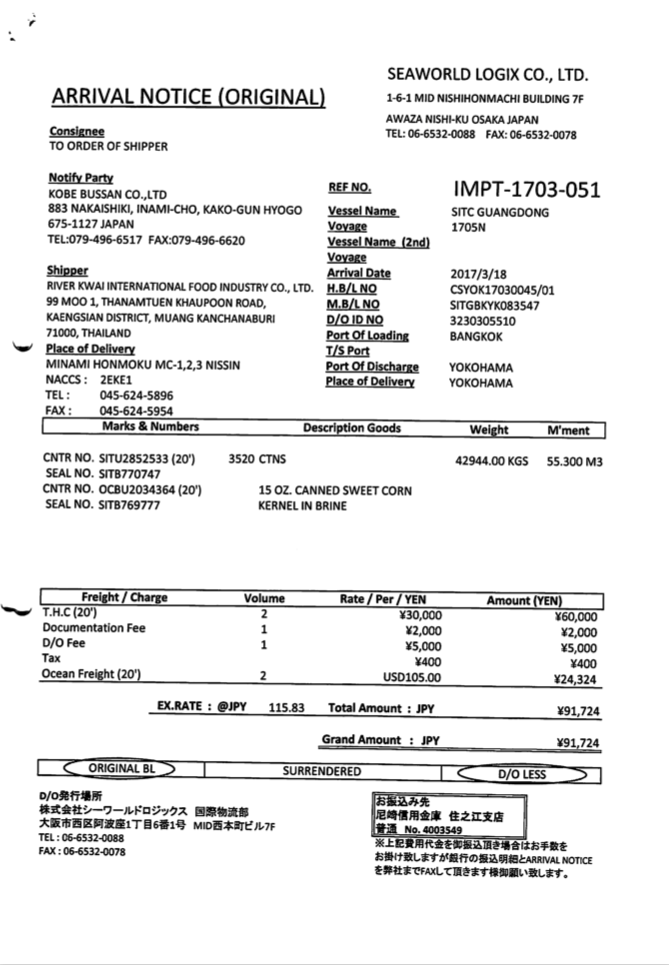 SEAWORLD LOGIX CO., LTD.
ARRIVAL NOTICE (ORIGINAL)
1-6-1 MID NISHIHONMACHI BUILDING 7F
AWAZA NISHI-KU OSAKA JAPAN
TEL: 06-6532-0088 FAX: 06-6532-0078
Consignee
TO ORDER OF SHIPPER
Notify Party
KOBE BUSSAN CO.,LTD
883 NAKAISHIKI, INAMI-CHO, KAKO-GUN HYOGO
675-1127 JAPAN
TEL:079-496-6517 FAX:079-496-6620
REF NO. IMPT-1703-051
Vessel Name SITC GUANGDONG
Voyage 1705N
Vessel Name (2nd)
Voyage
Arrival Date 2017/3/18
Shipper
RIVER KWAI INTERNATIONAL FOOD INDUSTRY CO., LTD.
99 MOO 1, THANAMTUEN KHAUPOON ROAD,
KAENGSIAN DISTRICT, MUANG KANCHANABURI
71000, THAILAND
H.B/L NO CSYOK17030045/01
M.B/L NO SITGBKYK083547
D/O ID NO 3230305510
Port Of Loading BANGKOK
T/S Port
Port Of Discharge YOKOHAMA
Place of Delivery YOKOHAMA
Place of Delivery
MINAMI HONMOKU MC-1,2,3 NISSIN
NACCS : 2EKE1
TEL : 045-624-5896
FAX : 045-624-5954
Marks & Numbers Description Goods Weight M'ment
CNTR NO. SITU2852533 (20') 3520 CTNS 42944.00 KGS 55.300 M3
SEAL NO. SITB770747
CNTR NO. OCBU2034364 (20') 15 OZ. CANNED SWEET CORN
SEAL NO. SITB769777 KERNEL IN BRINE
Freight / Charge Volume Rate / Per / YEN Amount (YEN)
T.H.C (20') 2 ¥30,000 ¥60,000
Documentation Fee 1 ¥2,000 ¥2,000
D/O Fee 1 ¥5,000 ¥5,000
Tax ¥400 ¥400
Ocean Freight (20') 2 USD105.00 ¥24,324
EX.RATE : @JPY 115.83 Total Amount : JPY ¥91,724
Grand Amount : JPY ¥91,724
ORIGINAL BL SURRENDERED D/O LESS
D/O発行場所
株式会社シーワールドロジックス 国際物流部
大阪市西区阿波座1丁目6番1号 MID西本町ビル7F
TEL : 06-6532-0088
FAX : 06-6532-0078
お振込み先
尼崎信用金庫 住之江支店
普通 No. 4003549
※上記費用代金を御振込頂き場合はお手数を
お掛け致しますが銀行の振込明細とARRIVAL NOTICE
を弊社までFAXして頂きます様御願い致します。